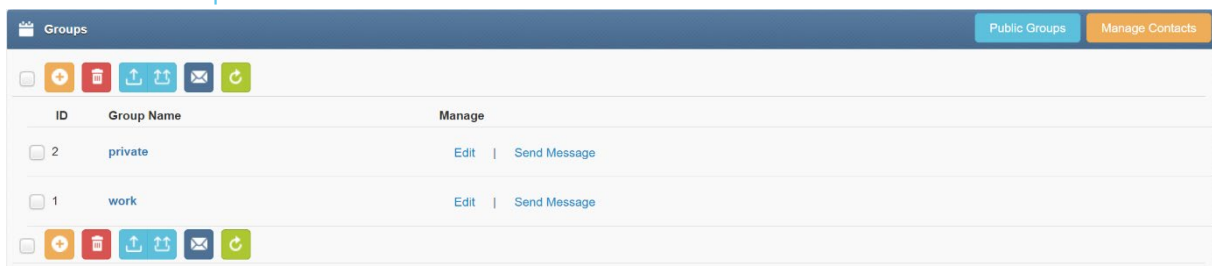 Groups Public Groups Manage Contacts
ID Group Name Manage
2 private Edit | Send Message
1 work Edit | Send Message